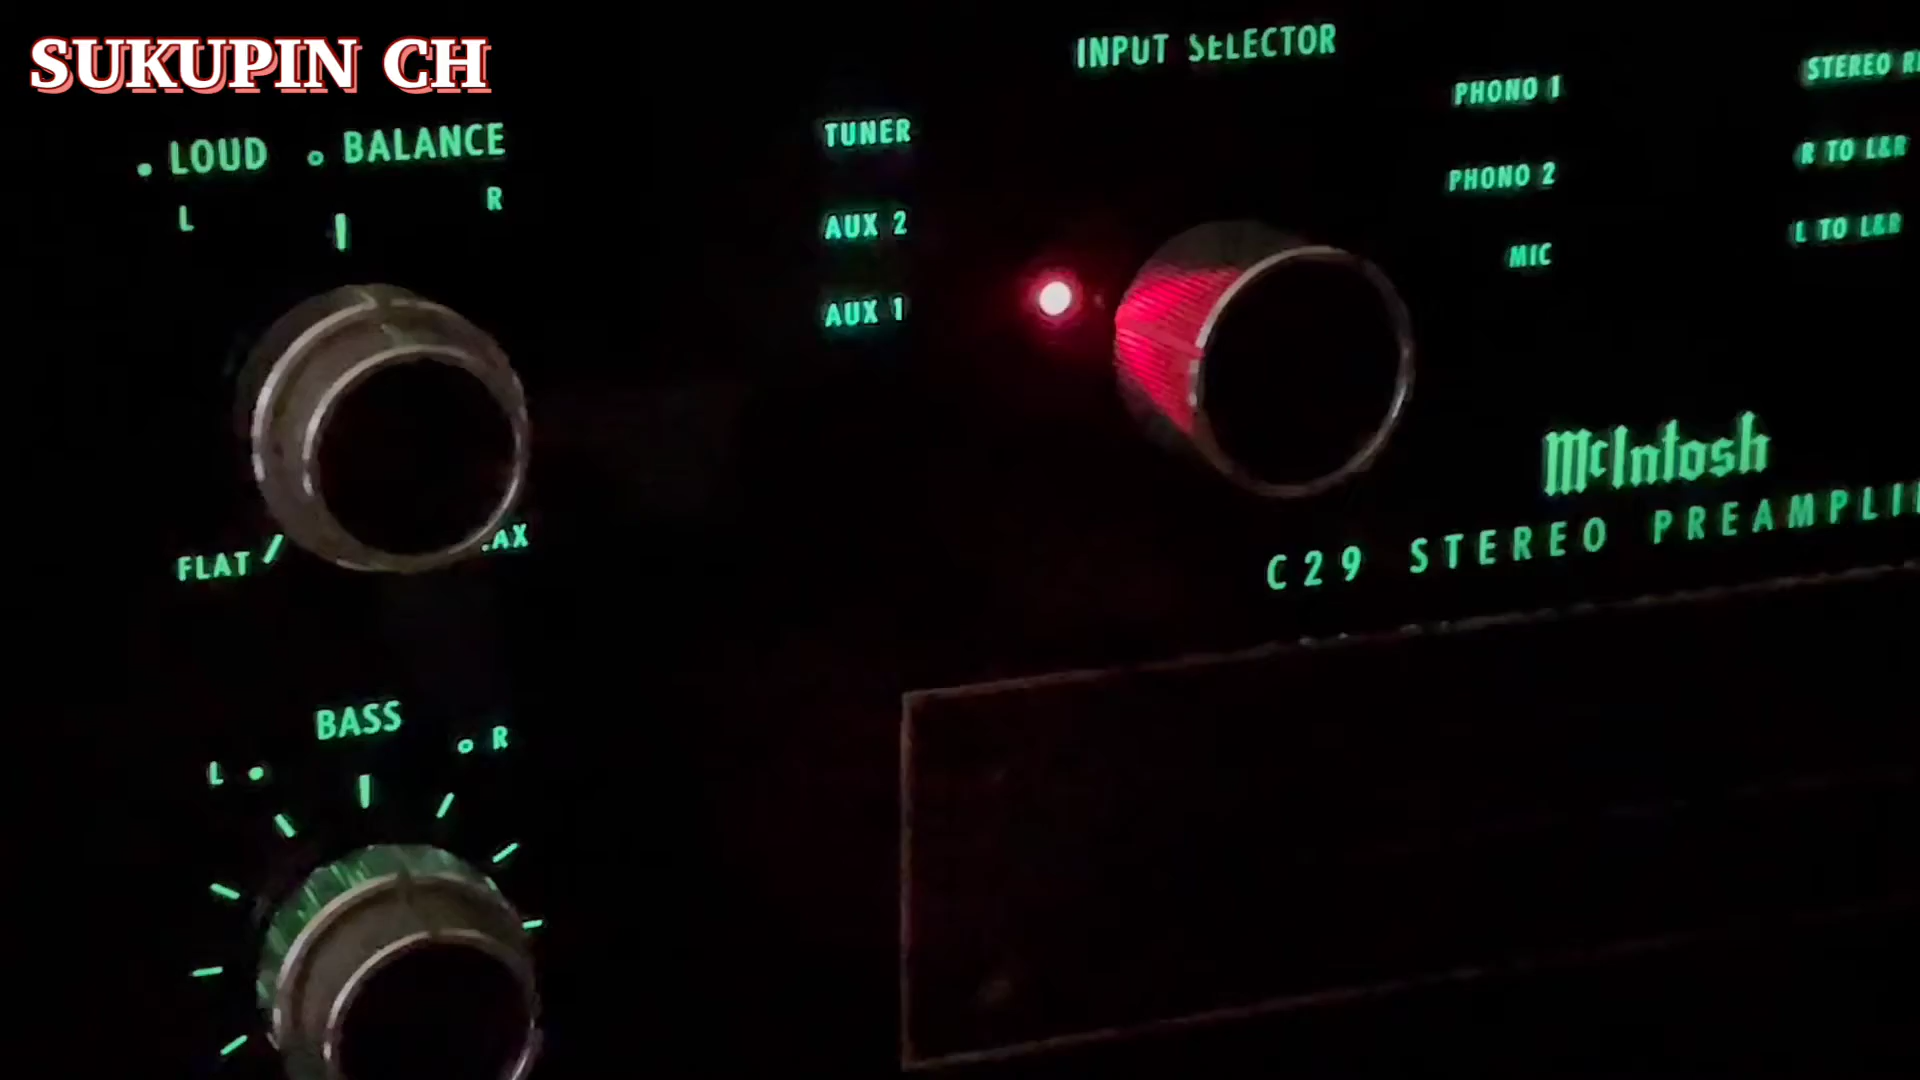 SUKUPIN CH
INPUT SELECTOR
LOUD BALANCE
L R
FLAT
TUNER
AUX 2
AUX 1
PHONO 1
PHONO 2
MIC
STEREO
R TO L&R
L TO L&R
McIntosh
C29 STEREO
BASS
L R